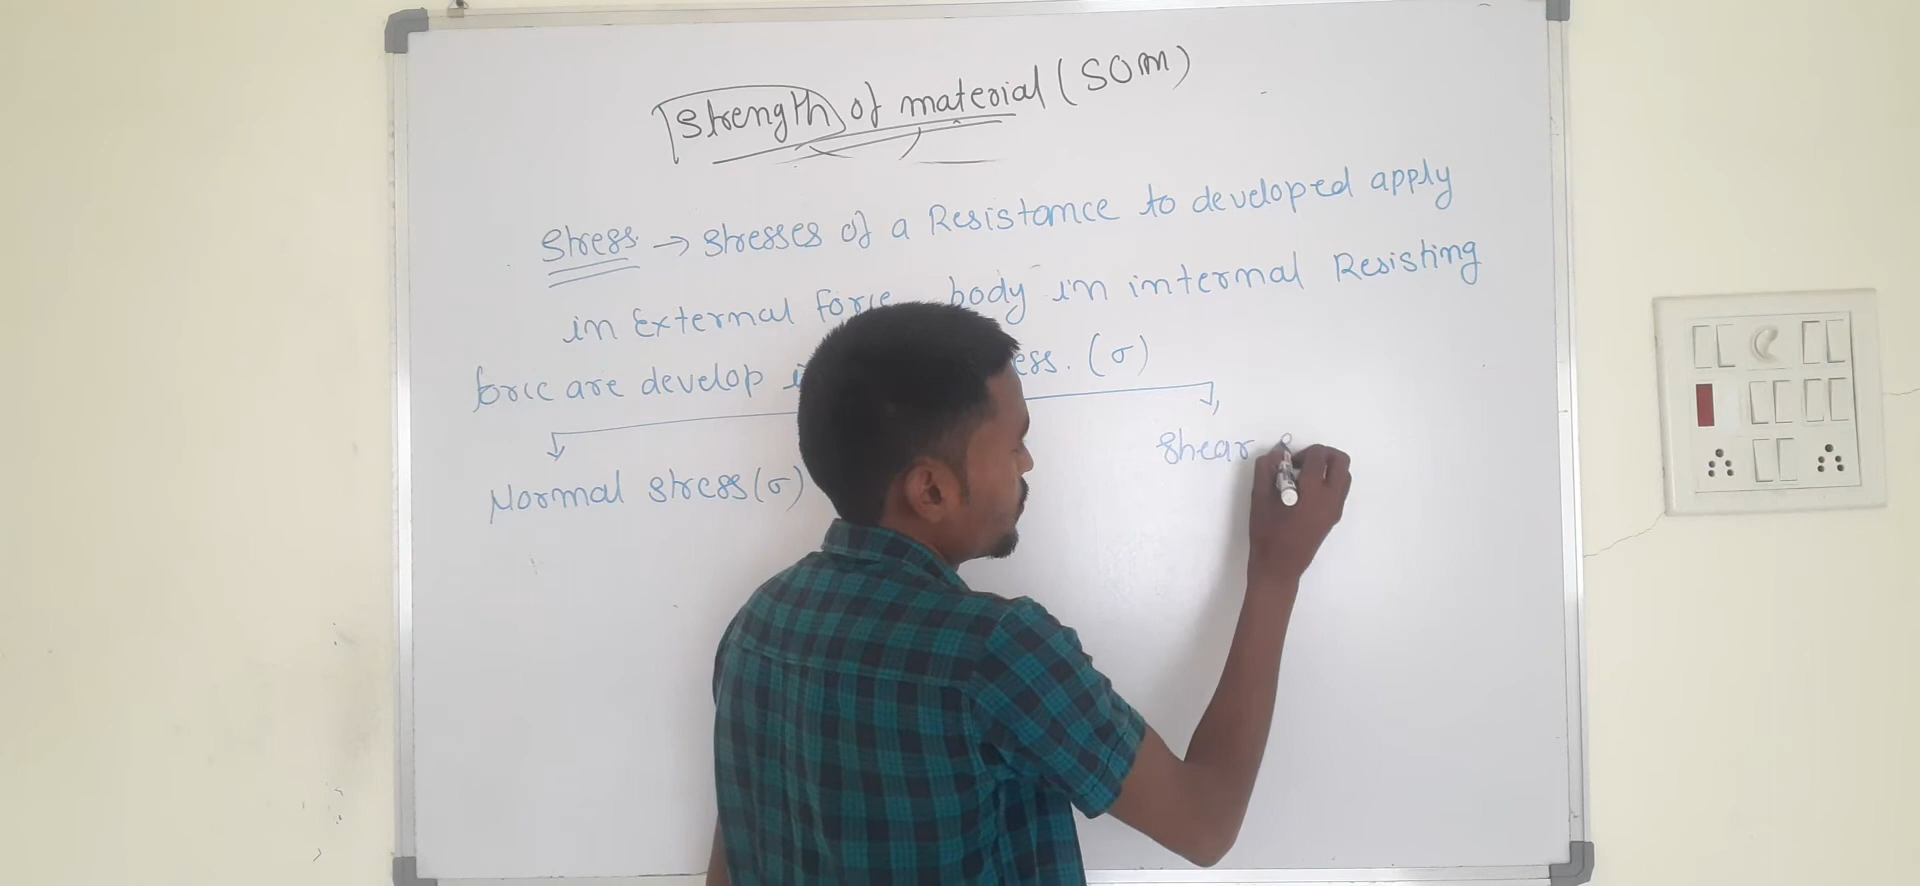 Strength of material (SOM)
Stress → Stresses of a Resistance to developed apply
in External force body in internal Resisting
force are develop (σ)
Normal stress (σ)
Shear